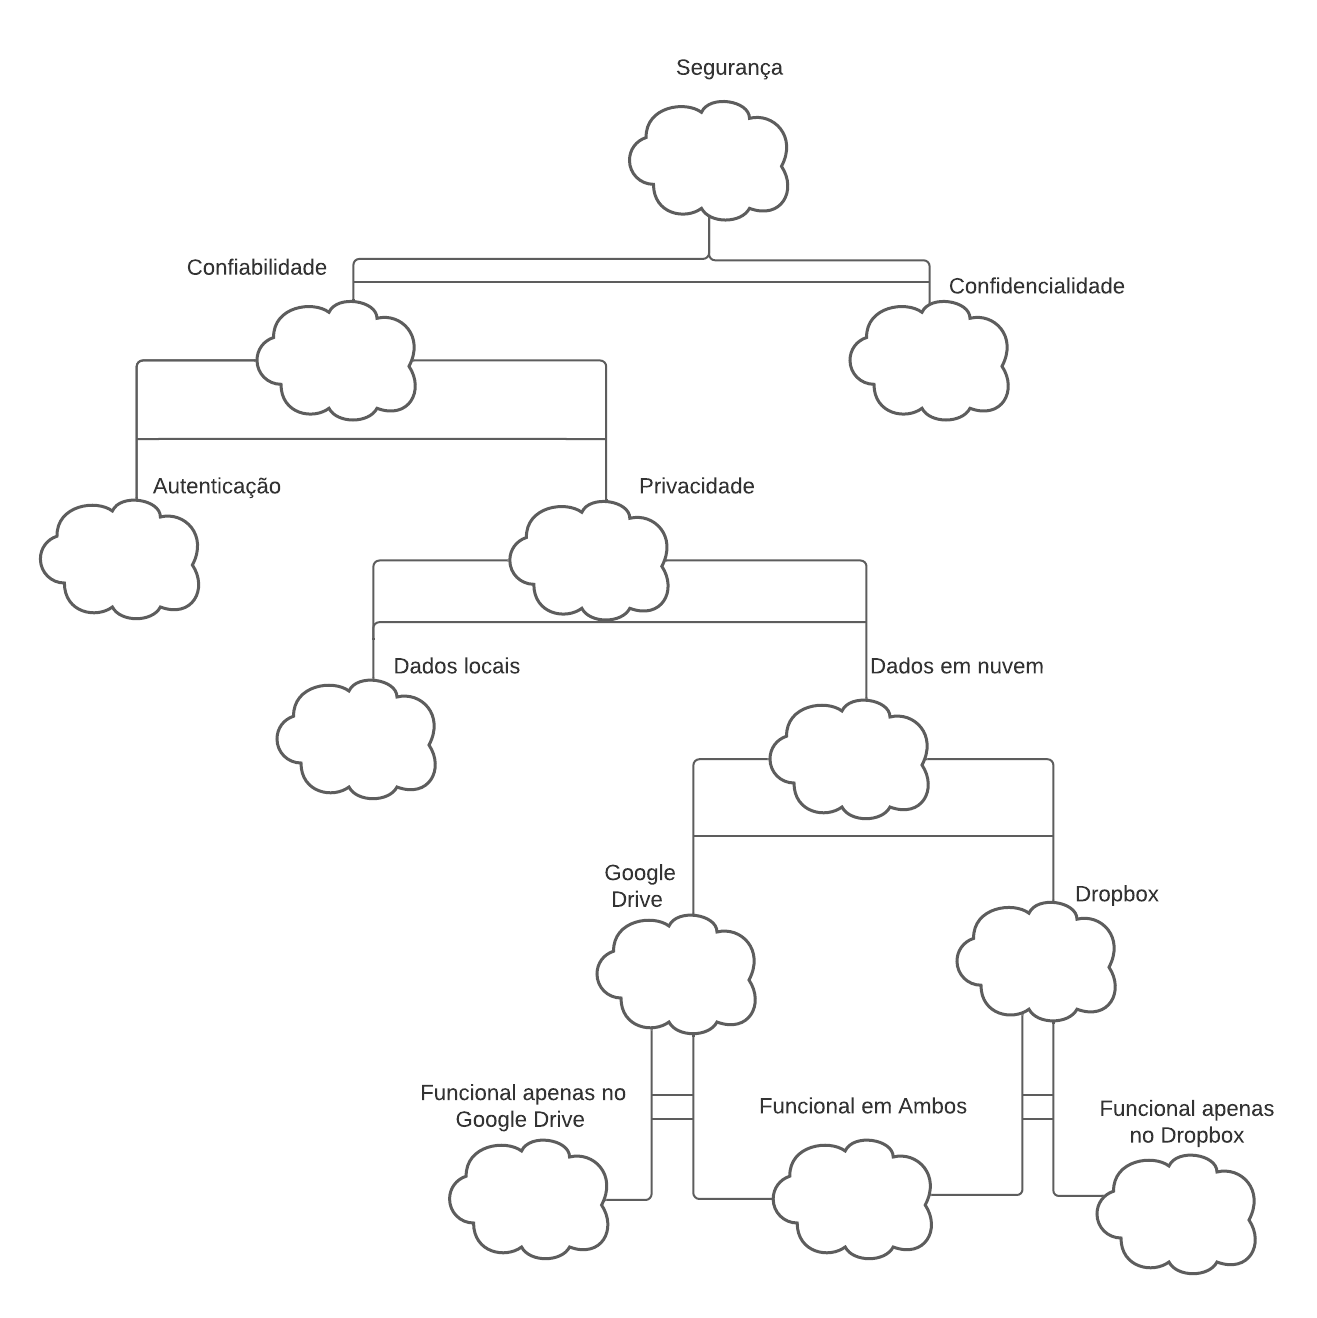 Segurança
Confiabilidade
Confidencialidade
Autenticação
Privacidade
Dados locais
Dados em nuvem
Google
Drive
Dropbox
Funcional apenas no
Google Drive
Funcional em Ambos
Funcional apenas
no Dropbox